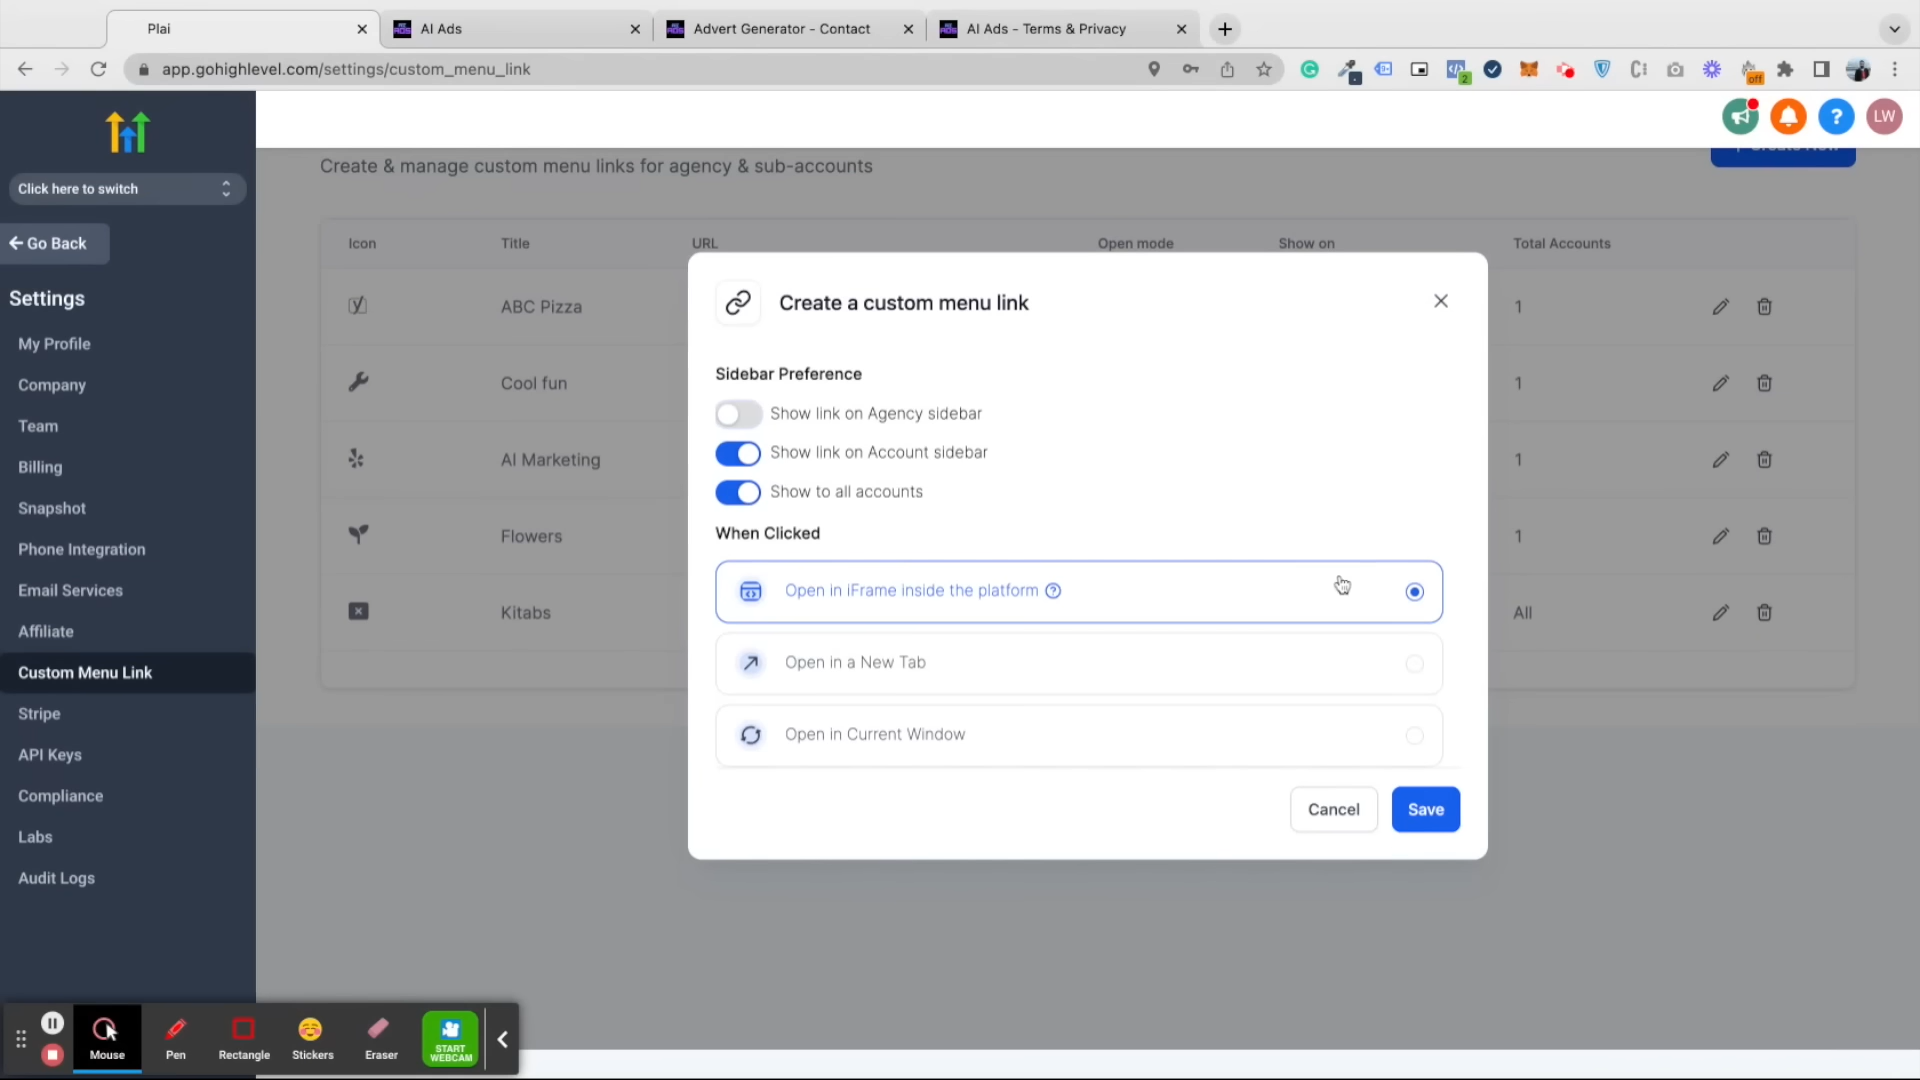 Plai
AI Ads
Advert Generator - Contact
AI Ads - Terms & Privacy
app.gohighlevel.com/settings/custom_menu_link
2
off
LW
Click here to switch
Go Back
Settings
My Profile
Company
Team
Billing
Snapshot
Phone Integration
Email Services
Affiliate
Custom Menu Link
Stripe
API Keys
Compliance
Labs
Audit Logs
Create & manage custom menu links for agency & sub-accounts
+ Create New
Icon Title URL Open mode Show on Total Accounts
ABC Pizza 1
Cool fun 1
AI Marketing 1
Flowers 1
Kitabs All
Create a custom menu link
Sidebar Preference
Show link on Agency sidebar
Show link on Account sidebar
Show to all accounts
When Clicked
Open in iFrame inside the platform
Open in a New Tab
Open in Current Window
Cancel Save
Mouse Pen Rectangle Stickers Eraser START WEBCAM